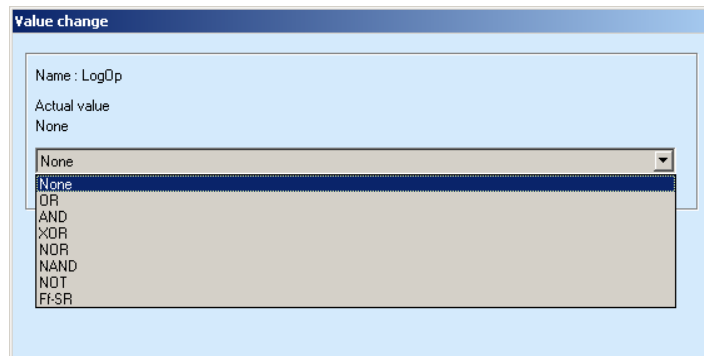 Value change
Name : LogOp
Actual value
None
None
None
OR
AND
XOR
NOR
NAND
NOT
Ff-SR